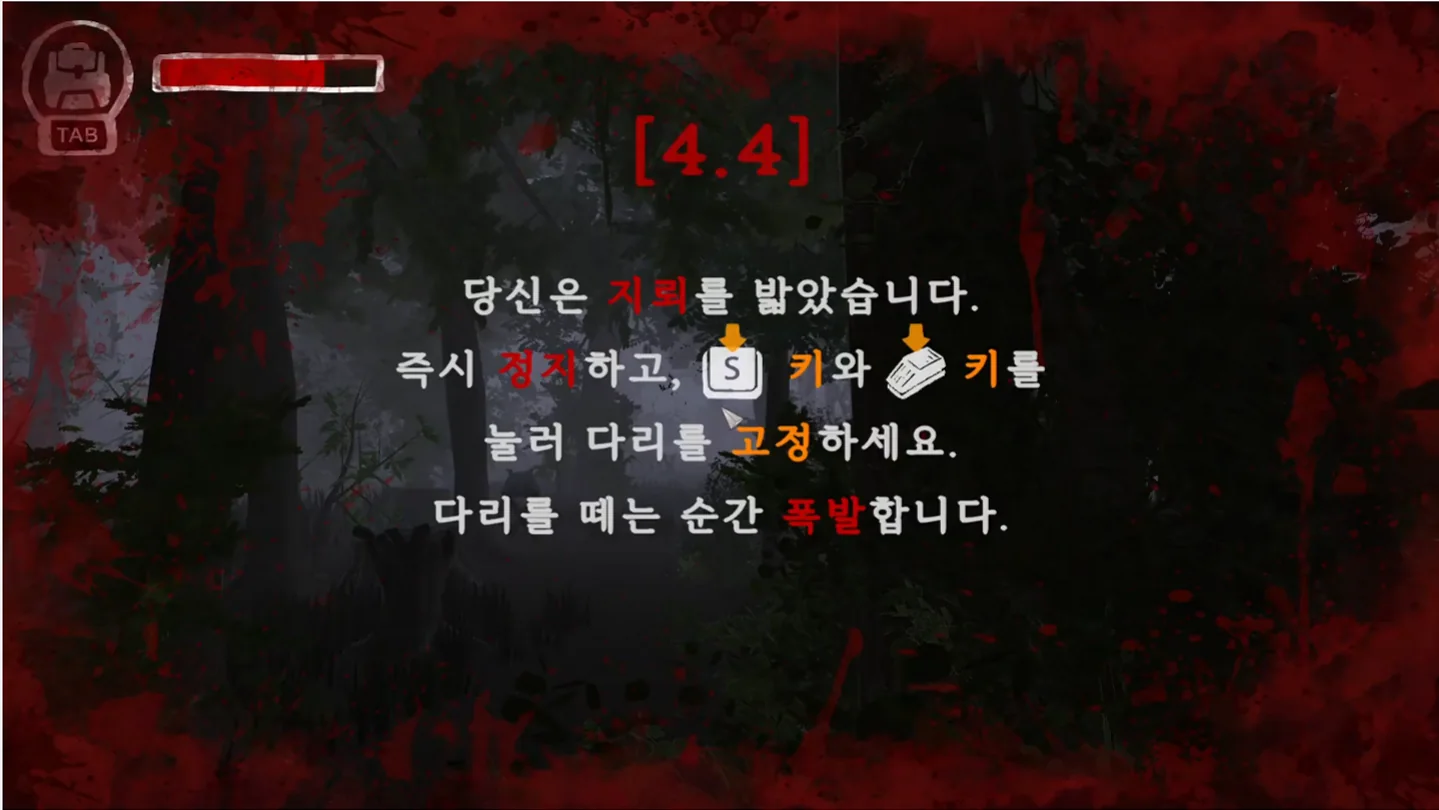 TAB
[4.4]
당신은 지뢰를 밟았습니다.
즉시 정지하고, S 키와 키를
눌러 다리를 고정하세요.
다리를 떼는 순간 폭발합니다.